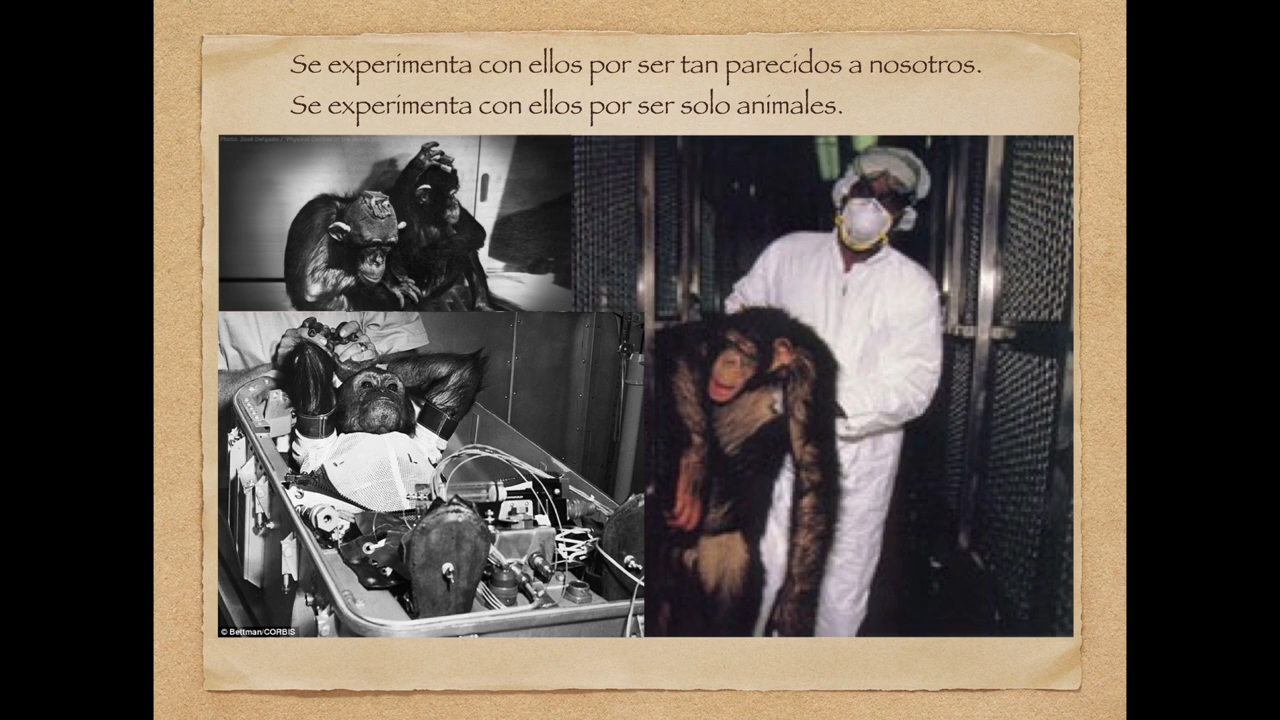 Se experimenta con ellos por ser tan parecidos a nosotros.
Se experimenta con ellos por ser solo animales.
© Bettman/CORBIS